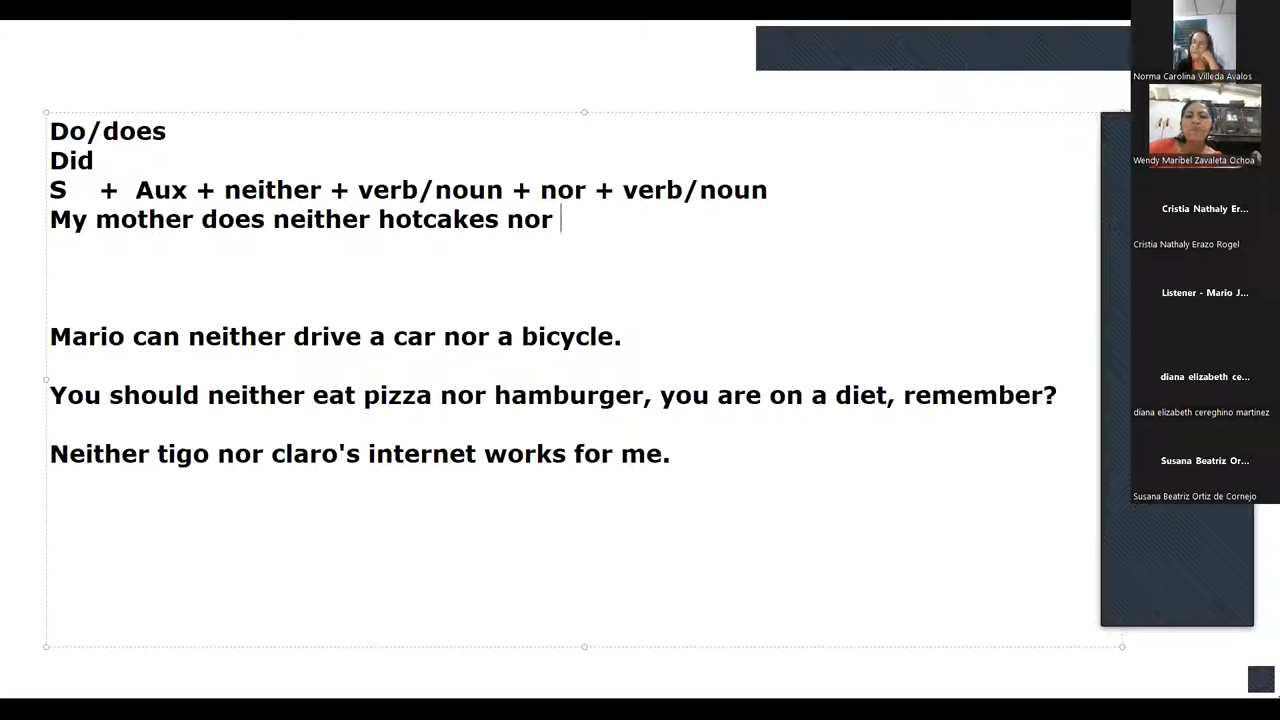 Do/does
Did
S + Aux + neither + verb/noun + nor + verb/noun
My mother does neither hotcakes nor
Mario can neither drive a car nor a bicycle.
You should neither eat pizza nor hamburger, you are on a diet, remember?
Neither tigo nor claro's internet works for me.
Norma Carolina Villeda Avalos
Wendy Maribel Zavaleta Ochoa
Cristia Nathaly Er...
Cristia Nathaly Erazo Rogel
Listener - Mario J...
diana elizabeth ce...
diana elizabeth cereghino martinez
Susana Beatriz Or...
Susana Beatriz Ortiz de Cornejo